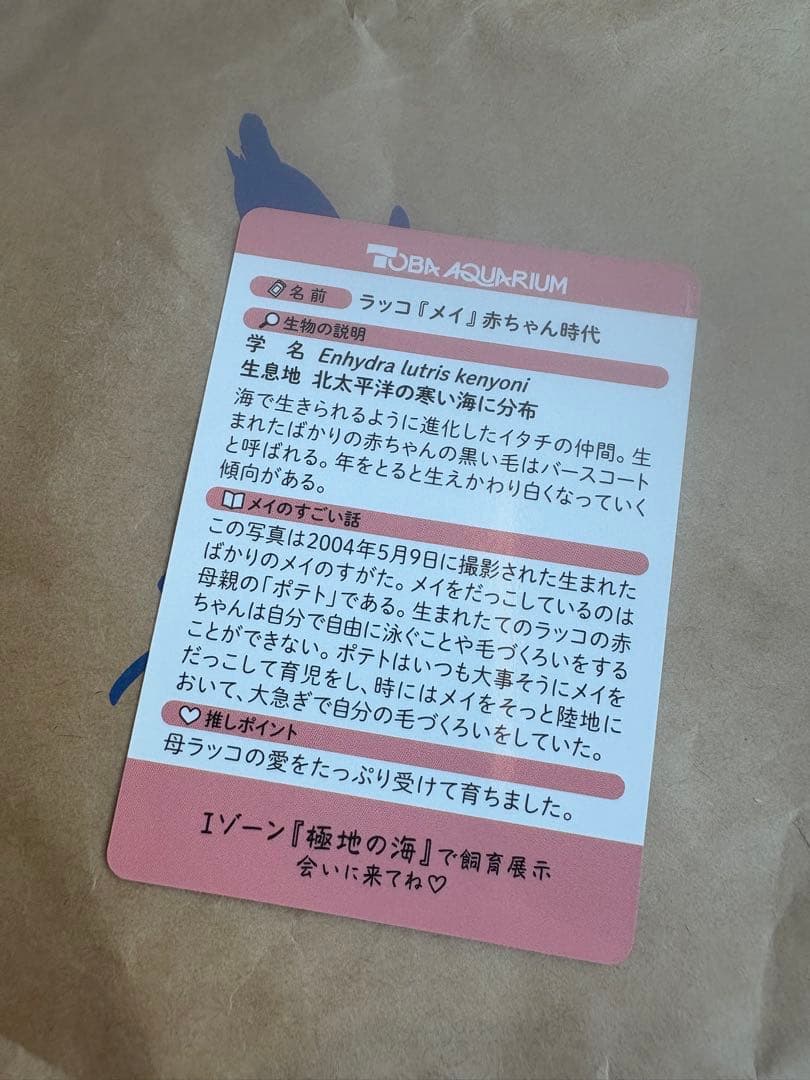 TOBA AQUARIUM
名前 ラッコ『メイ』赤ちゃん時代
生物の説明
学 名 Enhydra lutris kenyoni
生息地 北太平洋の寒い海に分布
海で生きられるように進化したイタチの仲間。生
まれたばかりの赤ちゃんの黒い毛はバースコート
と呼ばれる。年をとると生えかわり白くなっていく
傾向がある。
メイのすごい話
この写真は2004年5月9日に撮影された生まれた
ばかりのメイのすがた。メイをだっこしているのは
母親の「ポテト」である。生まれたてのラッコの赤
ちゃんは自分で自由に泳ぐことや毛づくろいをする
ことができない。ポテトはいつも大事そうにメイを
だっこして育児をし、時にはメイをそっと陸地に
おいて、大急ぎで自分の毛づくろいをしていた。
推しポイント
母ラッコの愛をたっぷり受けて育ちました。
Iゾーン『極地の海』で飼育展示
会いに来てね♡